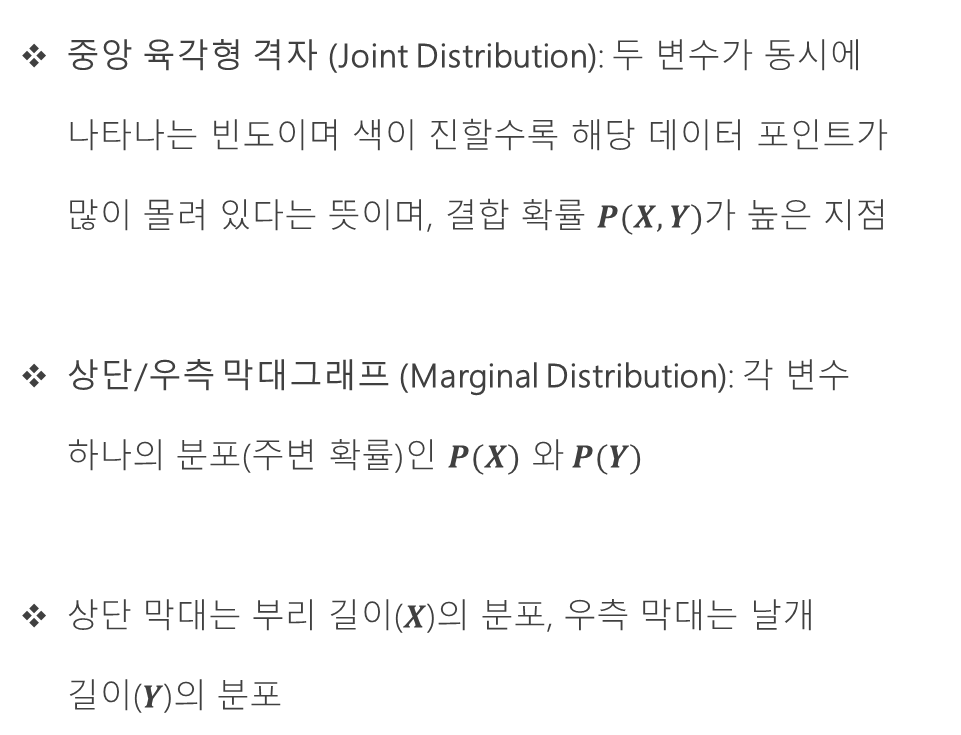 ❖ 중앙 육각형 격자 (Joint Distribution): 두 변수가 동시에
나타나는 빈도이며 색이 진할수록 해당 데이터 포인트가
많이 몰려 있다는 뜻이며, 결합 확률 P(X, Y)가 높은 지점
❖ 상단/우측 막대그래프 (Marginal Distribution): 각 변수
하나의 분포(주변 확률)인 P(X) 와 P(Y)
❖ 상단 막대는 부리 길이(X)의 분포, 우측 막대는 날개
길이(Y)의 분포